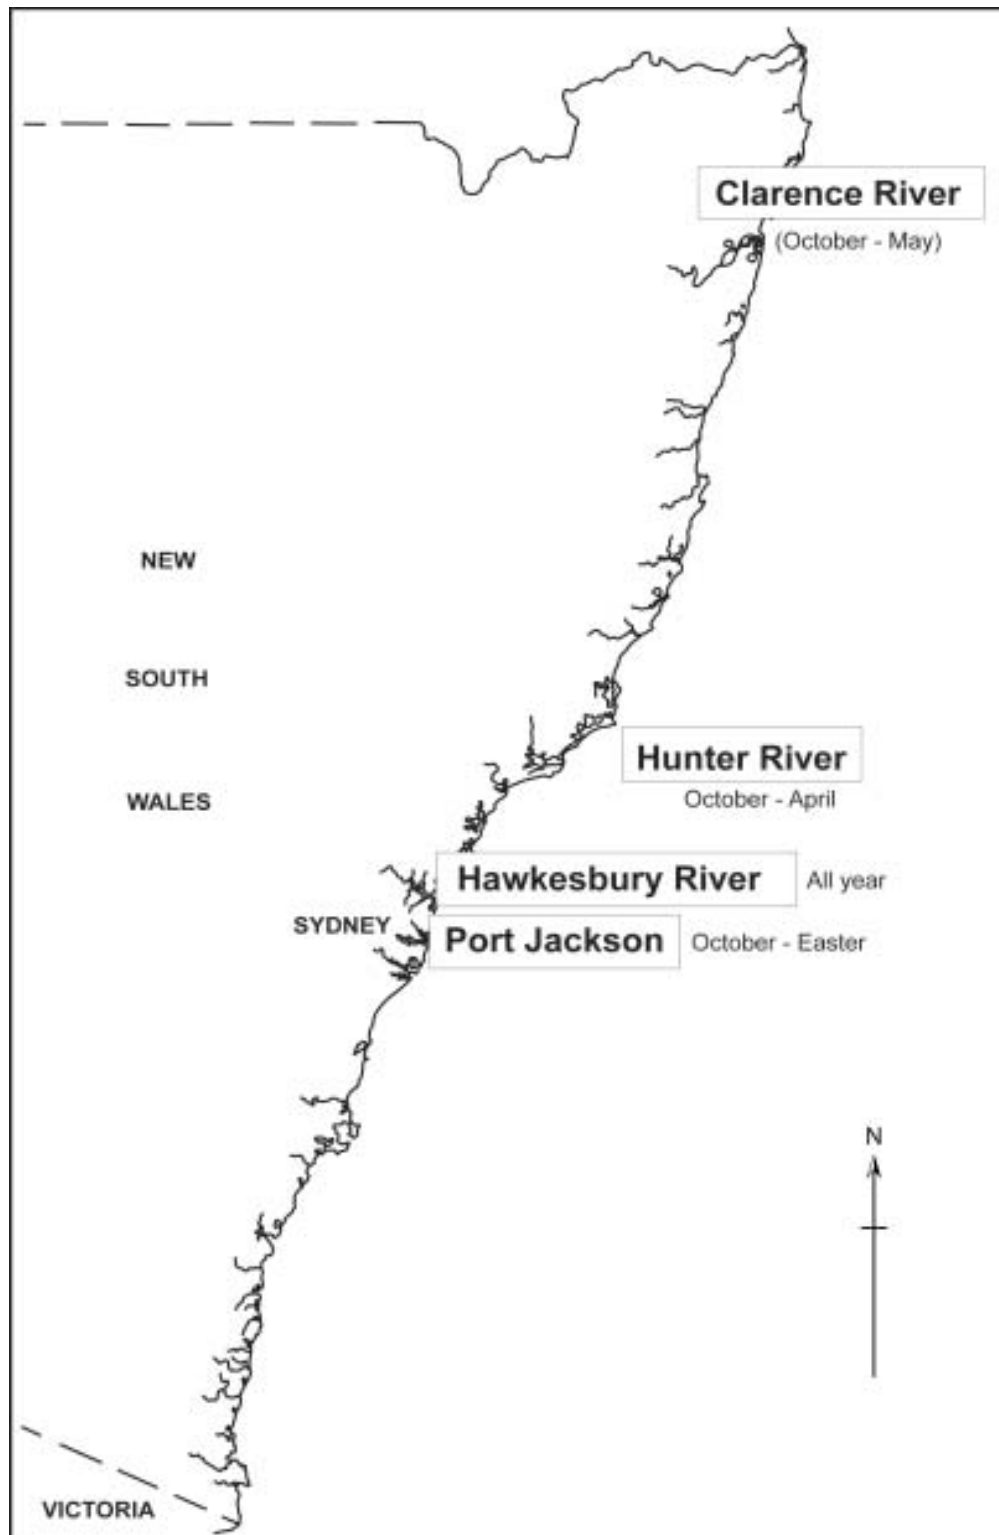 Clarence River
(October - May)
NEW
SOUTH
Hunter River
WALES
October - April
Hawkesbury River
All year
SYDNEY
Port Jackson
October - Easter
N
VICTORIA